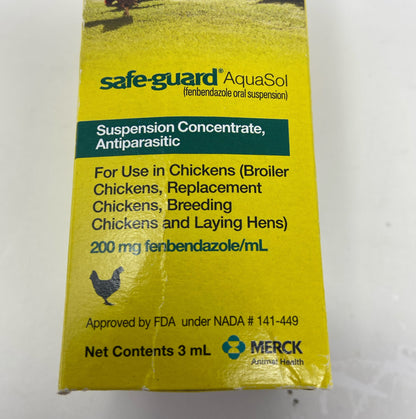 safe-guard® AquaSol
(fenbendazole oral suspension)
Suspension Concentrate,
Antiparasitic
For Use in Chickens (Broiler
Chickens, Replacement
Chickens, Breeding
Chickens and Laying Hens)
200 mg fenbendazole/mL
Approved by FDA under NADA # 141-449
Net Contents 3 mL
MERCK
Animal Health